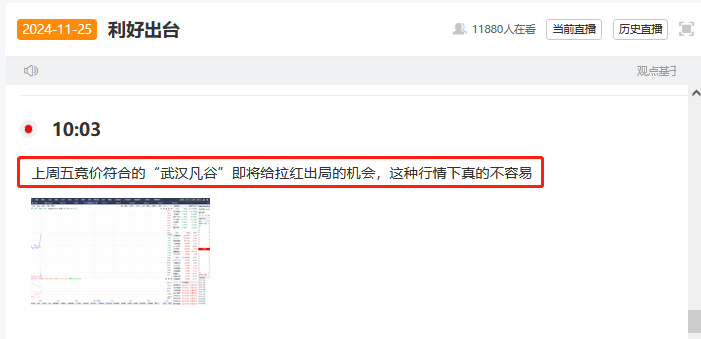 2024-11-25 利好出台 11880人在看 当前直播 历史直播
观点基于
10:03
上周五竞价符合的“武汉凡谷”即将给拉红出局的机会，这种行情下真的不容易